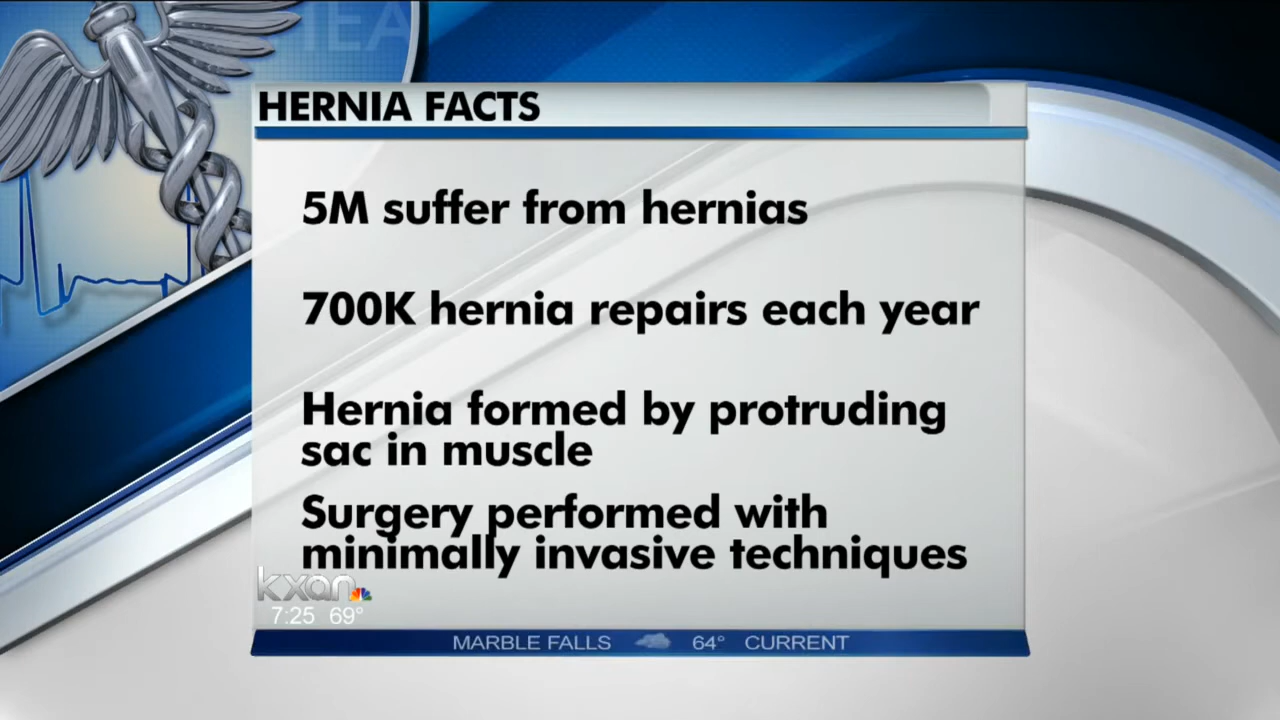 HEA
HERNIA FACTS
5M suffer from hernias
700K hernia repairs each year
Hernia formed by protruding
sac in muscle
Surgery performed with
minimally invasive techniques
kxan
7:25 69°
MARBLE FALLS 64° CURRENT